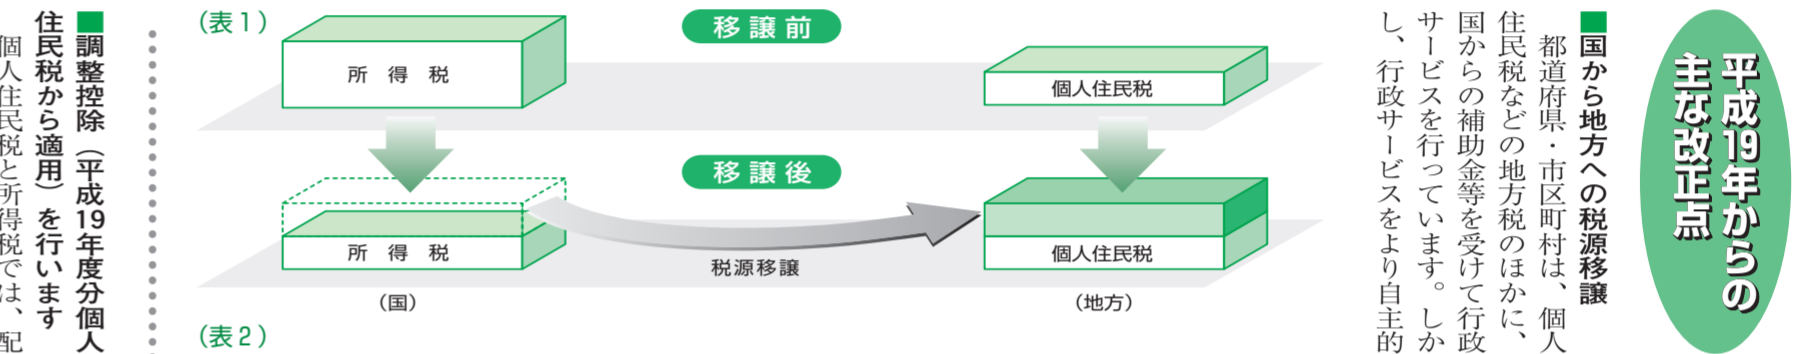 平成19年からの
主な改正点
■国から地方への税源移譲
都道府県・市区町村は、個人
住民税などの地方税のほかに、
国からの補助金等を受けて行政
サービスを行っています。しか
し、行政サービスをより自主的
(表1)
移譲前
所得税
個人住民税
移譲後
所得税
個人住民税
税源移譲
(国)
(地方)
(表2)
■調整控除(平成19年度分個人
住民税から適用)を行います
個人住民税と所得税では、配